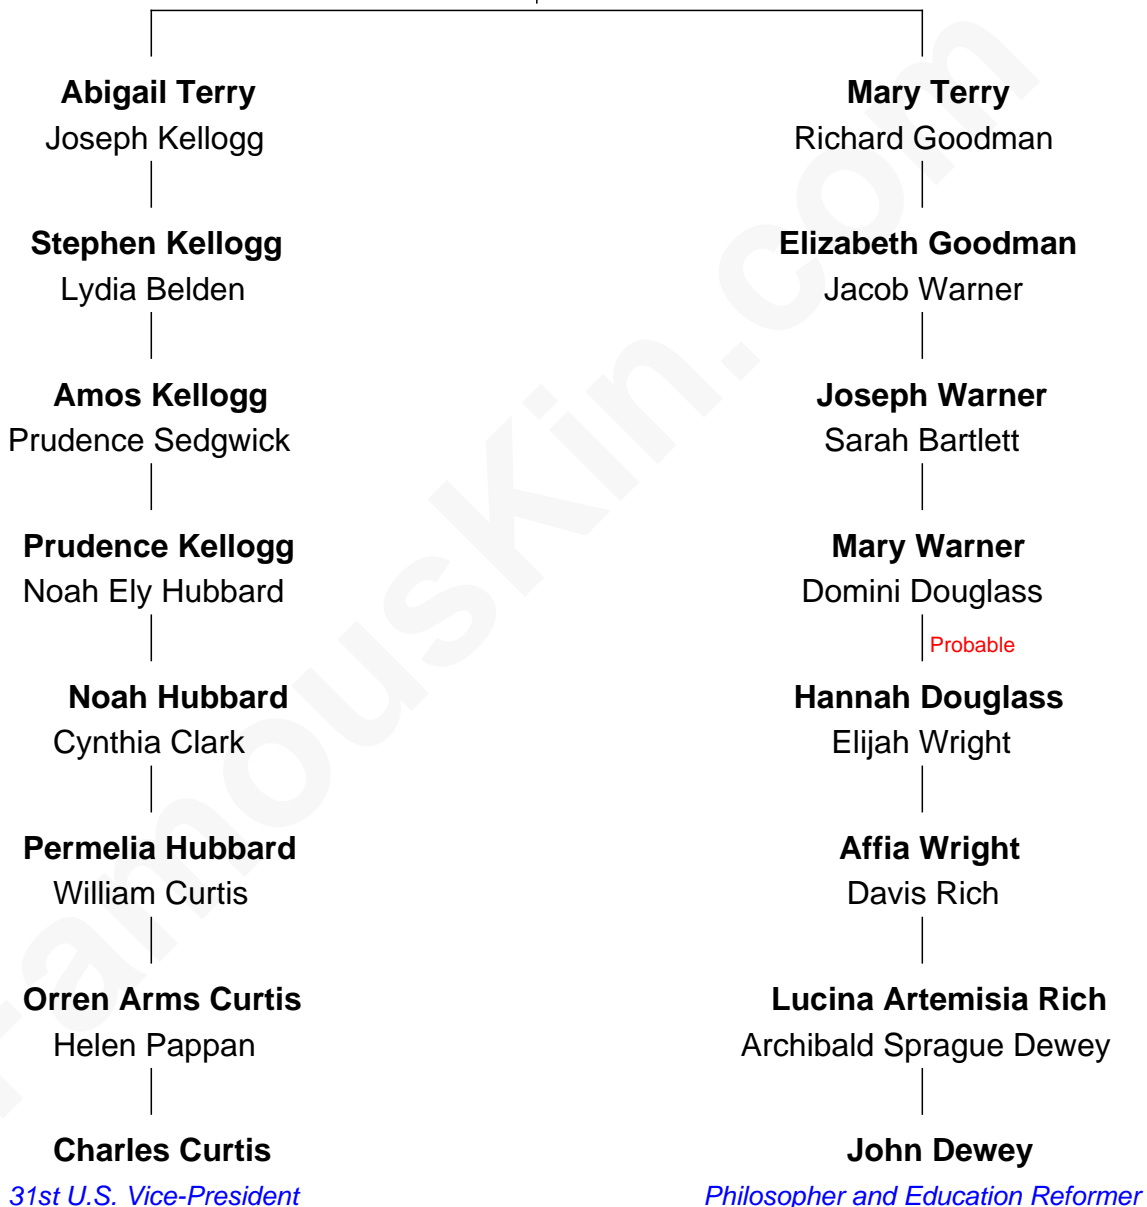 Abigail Terry
Joseph Kellogg
Mary Terry
Richard Goodman
Stephen Kellogg
Lydia Belden
Elizabeth Goodman
Jacob Warner
Amos Kellogg
Prudence Sedgwick
Joseph Warner
Sarah Bartlett
Prudence Kellogg
Noah Ely Hubbard
Mary Warner
Domini Douglass
Probable
Noah Hubbard
Cynthia Clark
Hannah Douglass
Elijah Wright
Permelia Hubbard
William Curtis
Affia Wright
Davis Rich
Orren Arms Curtis
Helen Pappan
Lucina Artemisia Rich
Archibald Sprague Dewey
Charles Curtis
31st U.S. Vice-President
John Dewey
Philosopher and Education Reformer
FamousKin.com